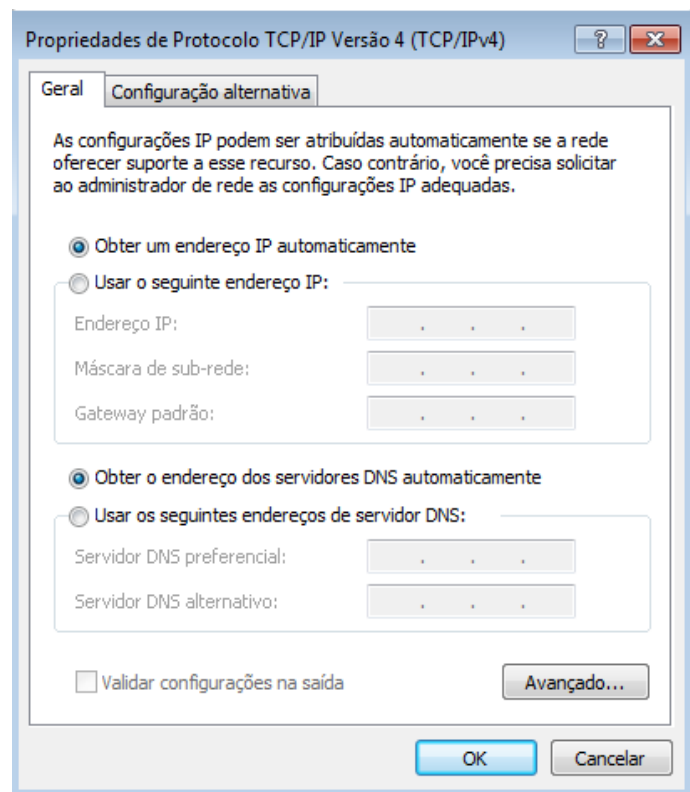 Propriedades de Protocolo TCP/IP Versão 4 (TCP/IPv4)
?
Geral
Configuração alternativa
As configurações IP podem ser atribuídas automaticamente se a rede
oferecer suporte a esse recurso. Caso contrário, você precisa solicitar
ao administrador de rede as configurações IP adequadas.
Obter um endereço IP automaticamente
Usar o seguinte endereço IP:
Endereço IP: . . .
Máscara de sub-rede: . . .
Gateway padrão: . . .
Obter o endereço dos servidores DNS automaticamente
Usar os seguintes endereços de servidor DNS:
Servidor DNS preferencial: . . .
Servidor DNS alternativo: . . .
Validar configurações na saída
Avançado...
OK
Cancelar